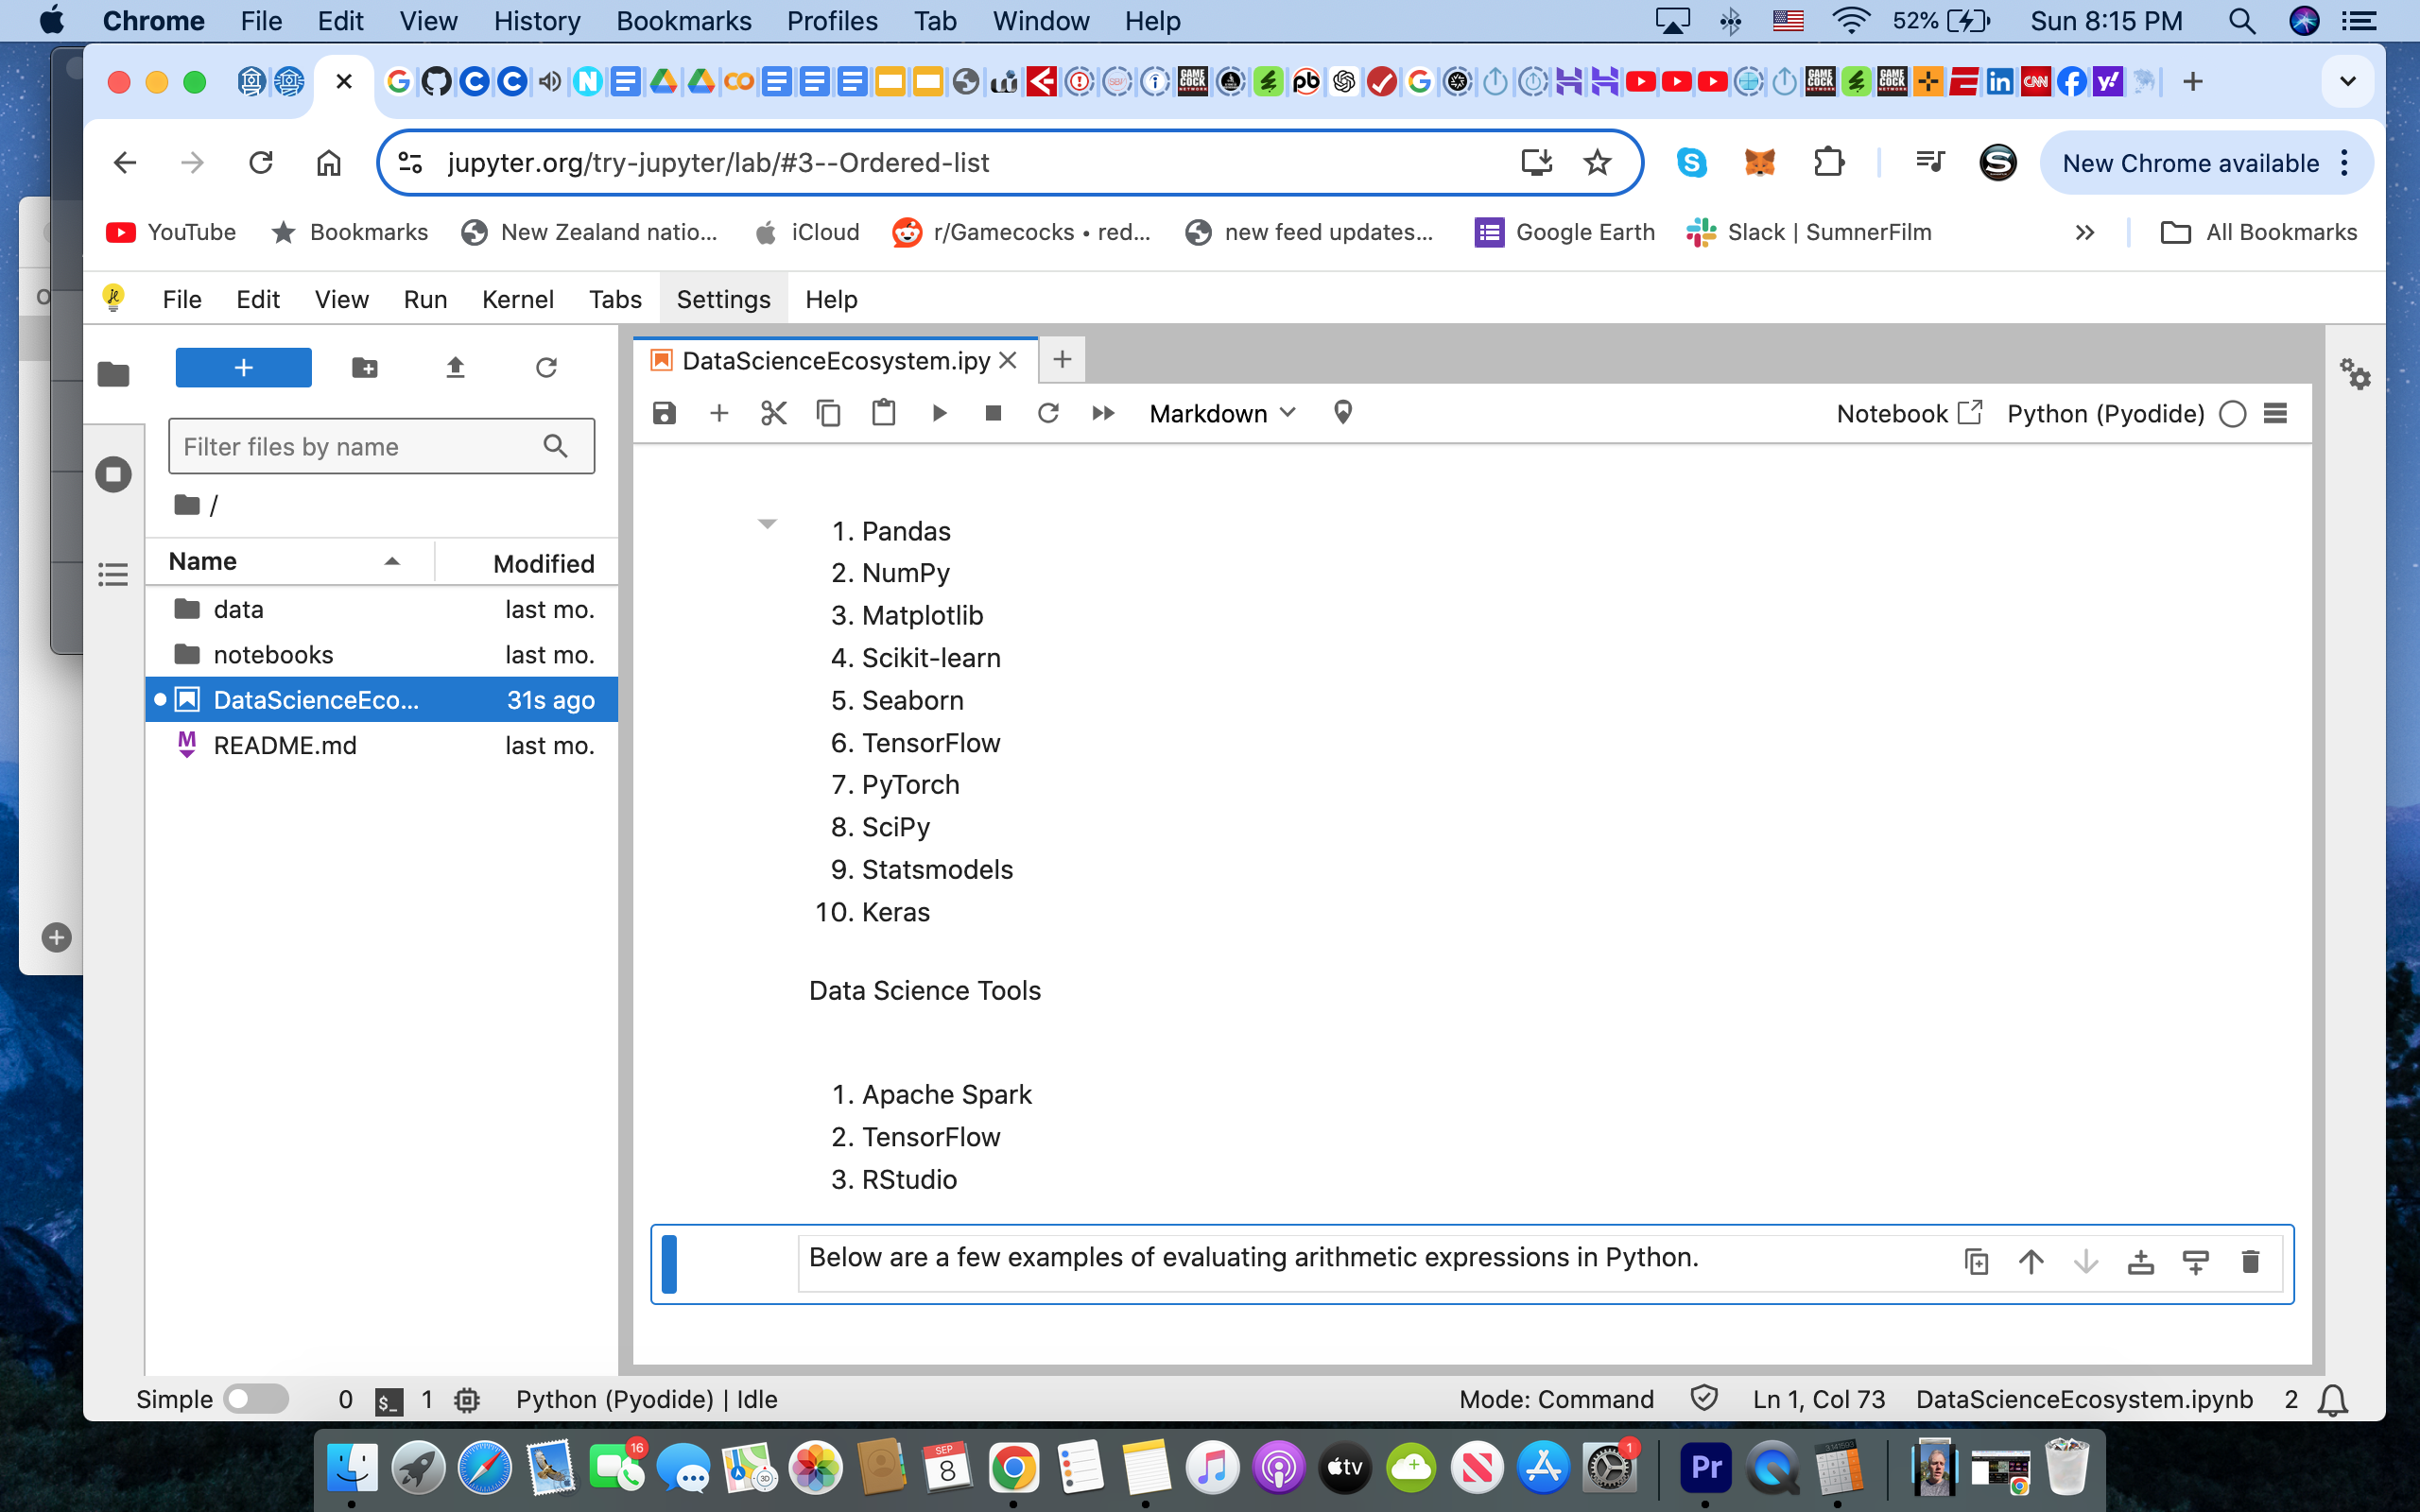 Chrome File Edit View History Bookmarks Profiles Tab Window Help 52% Sun 8:15 PM
jupyter.org/try-jupyter/lab/#3--Ordered-list New Chrome available
YouTube Bookmarks New Zealand natio... iCloud r/Gamecocks • red... new feed updates... Google Earth Slack | SumnerFilm All Bookmarks
File Edit View Run Kernel Tabs Settings Help
DataScienceEcosystem.ipy
Markdown Notebook Python (Pyodide)
Filter files by name
/
Name Modified
data last mo.
notebooks last mo.
DataScienceEco... 31s ago
README.md last mo.
1. Pandas
2. NumPy
3. Matplotlib
4. Scikit-learn
5. Seaborn
6. TensorFlow
7. PyTorch
8. SciPy
9. Statsmodels
10. Keras
Data Science Tools
1. Apache Spark
2. TensorFlow
3. RStudio
Below are a few examples of evaluating arithmetic expressions in Python.
Simple 0 $_ 1 Python (Pyodide) | Idle Mode: Command Ln 1, Col 73 DataScienceEcosystem.ipynb 2
16 SEP 8 tv 1 Pr